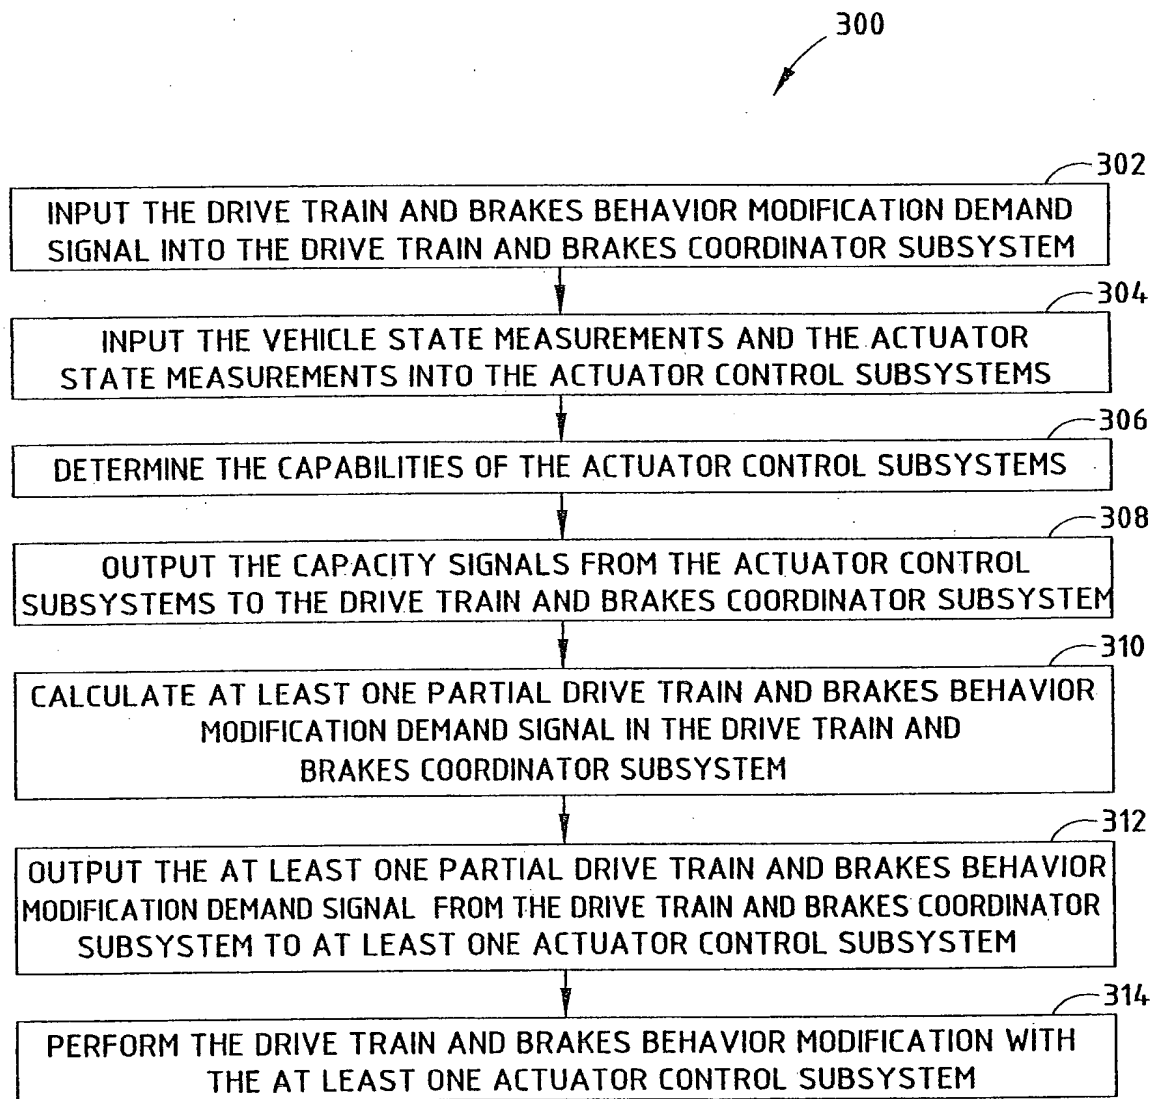 300
302
INPUT THE DRIVE TRAIN AND BRAKES BEHAVIOR MODIFICATION DEMAND
SIGNAL INTO THE DRIVE TRAIN AND BRAKES COORDINATOR SUBSYSTEM
304
INPUT THE VEHICLE STATE MEASUREMENTS AND THE ACTUATOR
STATE MEASUREMENTS INTO THE ACTUATOR CONTROL SUBSYSTEMS
306
DETERMINE THE CAPABILITIES OF THE ACTUATOR CONTROL SUBSYSTEMS
308
OUTPUT THE CAPACITY SIGNALS FROM THE ACTUATOR CONTROL
SUBSYSTEMS TO THE DRIVE TRAIN AND BRAKES COORDINATOR SUBSYSTEM
310
CALCULATE AT LEAST ONE PARTIAL DRIVE TRAIN AND BRAKES BEHAVIOR
MODIFICATION DEMAND SIGNAL IN THE DRIVE TRAIN AND
BRAKES COORDINATOR SUBSYSTEM
312
OUTPUT THE AT LEAST ONE PARTIAL DRIVE TRAIN AND BRAKES BEHAVIOR
MODIFICATION DEMAND SIGNAL FROM THE DRIVE TRAIN AND BRAKES COORDINATOR
SUBSYSTEM TO AT LEAST ONE ACTUATOR CONTROL SUBSYSTEM
314
PERFORM THE DRIVE TRAIN AND BRAKES BEHAVIOR MODIFICATION WITH
THE AT LEAST ONE ACTUATOR CONTROL SUBSYSTEM